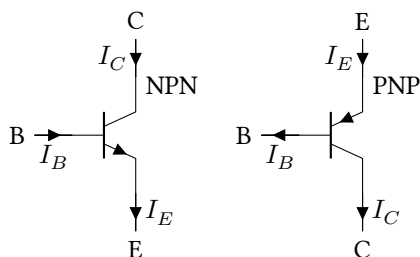 C E
I_C I_E
NPN PNP
B B
I_B I_B
I_E I_C
E C